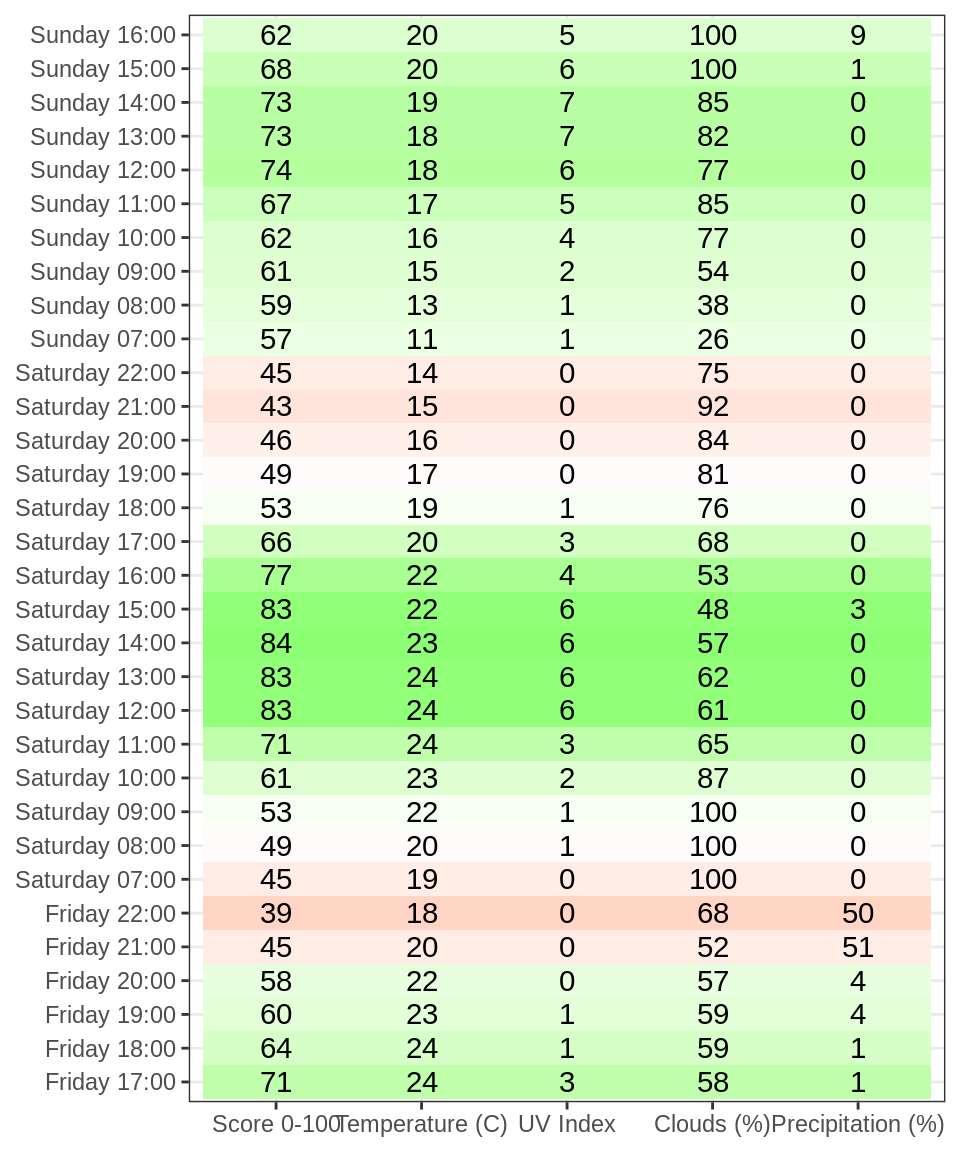 Sunday 16:00 62 20 5 100 9
Sunday 15:00 68 20 6 100 1
Sunday 14:00 73 19 7 85 0
Sunday 13:00 73 18 7 82 0
Sunday 12:00 74 18 6 77 0
Sunday 11:00 67 17 5 85 0
Sunday 10:00 62 16 4 77 0
Sunday 09:00 61 15 2 54 0
Sunday 08:00 59 13 1 38 0
Sunday 07:00 57 11 1 26 0
Saturday 22:00 45 14 0 75 0
Saturday 21:00 43 15 0 92 0
Saturday 20:00 46 16 0 84 0
Saturday 19:00 49 17 0 81 0
Saturday 18:00 53 19 1 76 0
Saturday 17:00 66 20 3 68 0
Saturday 16:00 77 22 4 53 0
Saturday 15:00 83 22 6 48 3
Saturday 14:00 84 23 6 57 0
Saturday 13:00 83 24 6 62 0
Saturday 12:00 83 24 6 61 0
Saturday 11:00 71 24 3 65 0
Saturday 10:00 61 23 2 87 0
Saturday 09:00 53 22 1 100 0
Saturday 08:00 49 20 1 100 0
Saturday 07:00 45 19 0 100 0
Friday 22:00 39 18 0 68 50
Friday 21:00 45 20 0 52 51
Friday 20:00 58 22 0 57 4
Friday 19:00 60 23 1 59 4
Friday 18:00 64 24 1 59 1
Friday 17:00 71 24 3 58 1
Score 0-100 Temperature (C) UV Index Clouds (%) Precipitation (%)